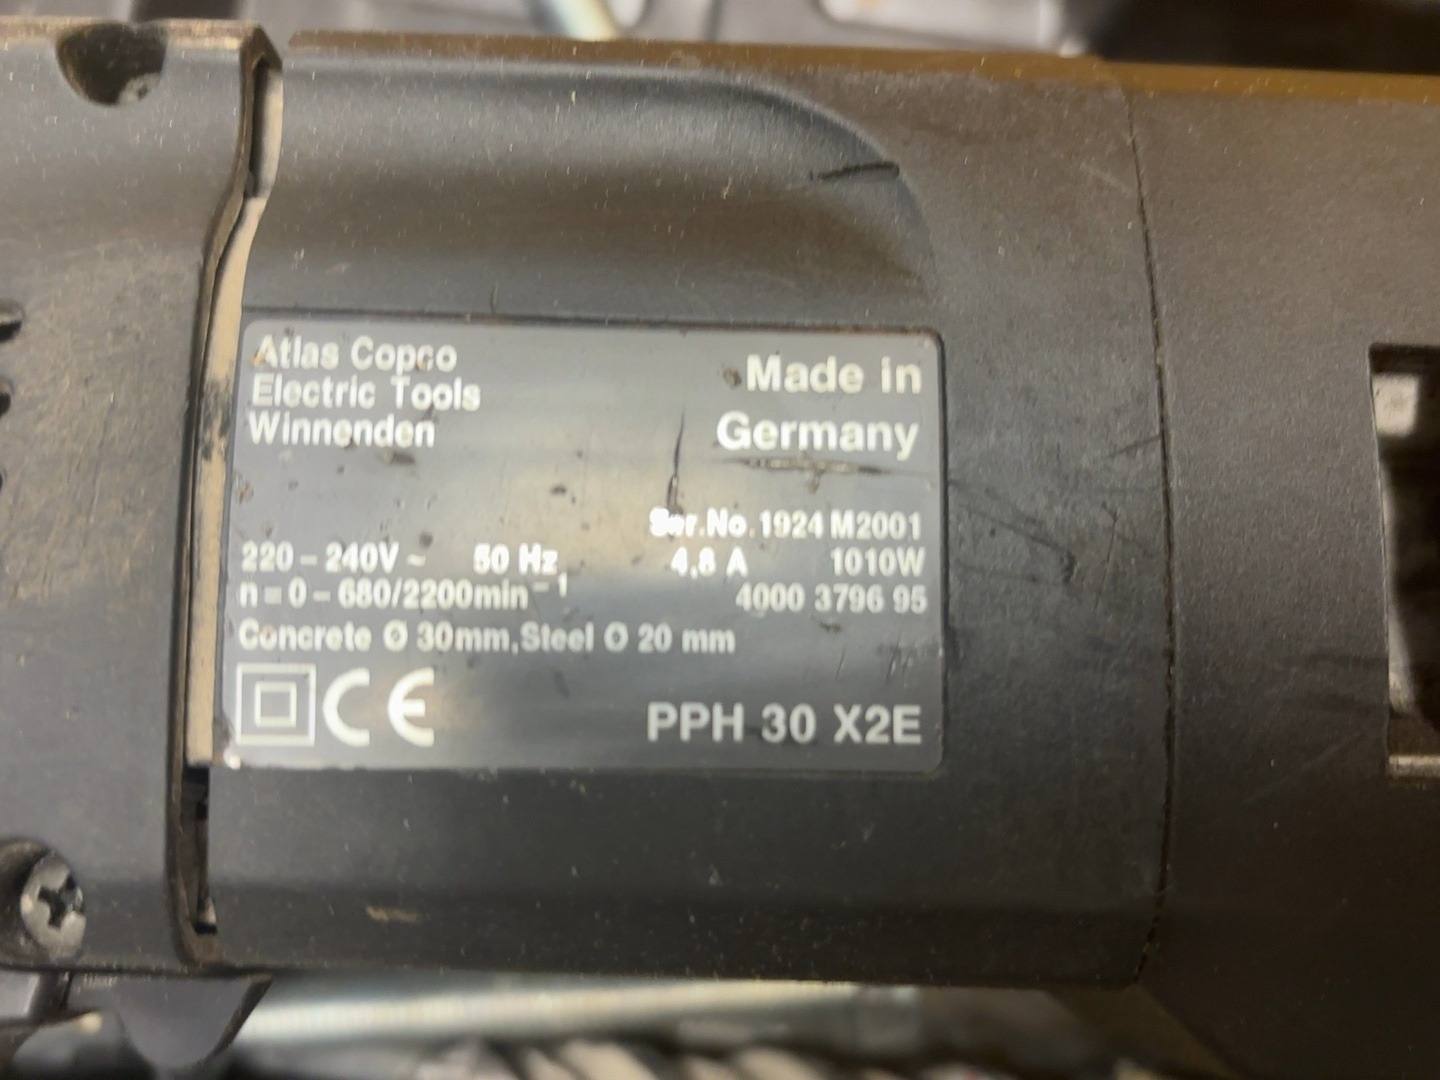 Atlas Copco
Electric Tools
Winnenden
Made in
Germany
Ser.No. 1924 M2001
220 – 240V ~ 50 Hz 4,8 A 1010W
n = 0 – 680/2200min⁻¹ 4000 3796 95
Concrete Ø 30mm, Steel Ø 20 mm
CE PPH 30 X2E